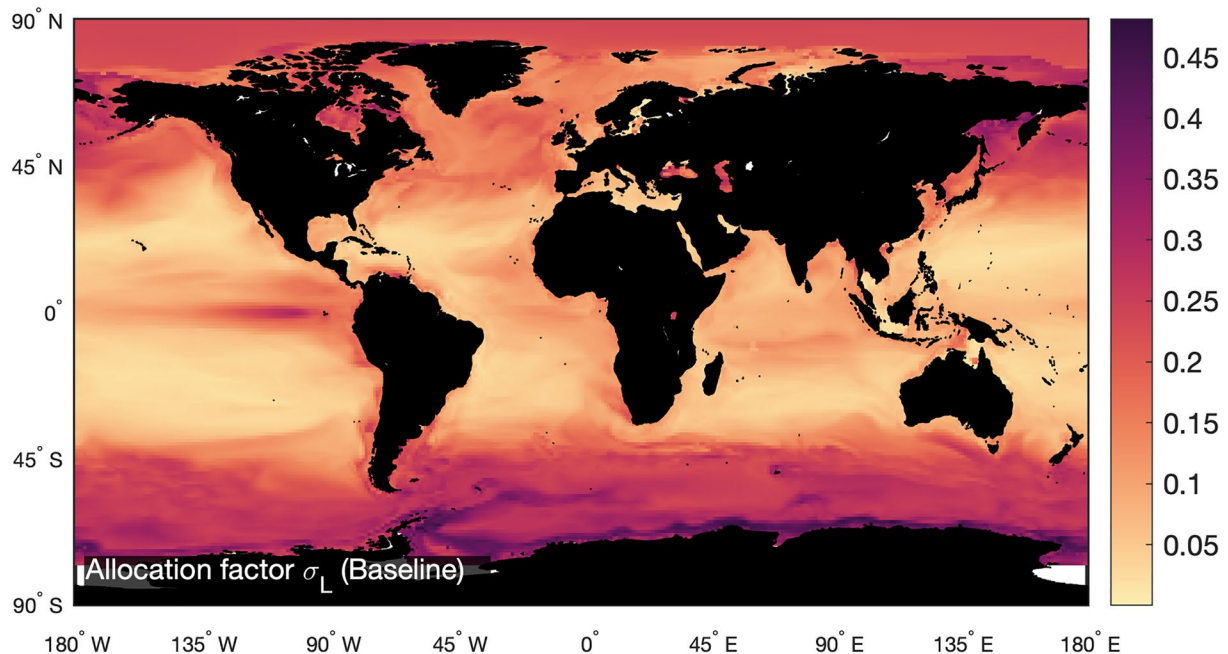 90° N
45° N
0°
45° S
90° S
180° W
135° W
90° W
45° W
0°
45° E
90° E
135° E
180° E
Allocation factor σL (Baseline)
0.45
0.4
0.35
0.3
0.25
0.2
0.15
0.1
0.05